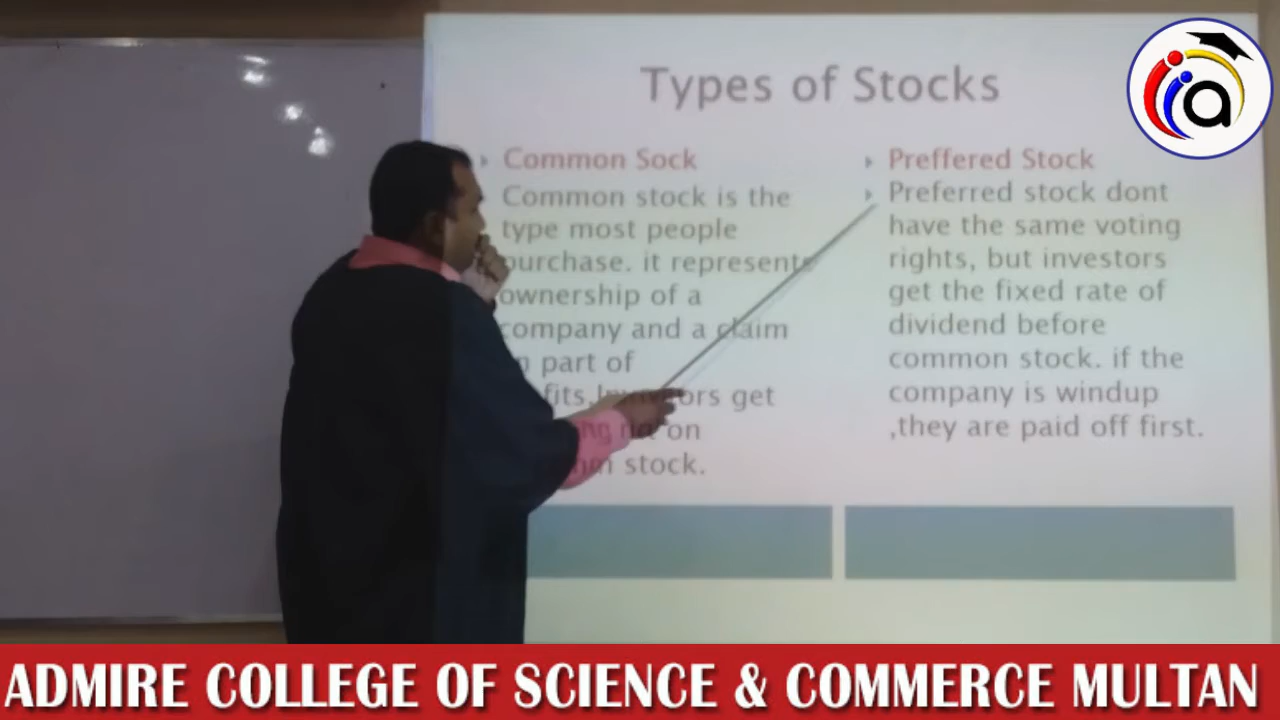 Types of Stocks
Common Sock
Common stock is the
type most people
purchase. it represents
ownership of a
company and a claim
part of
get
on
stock.
Preffered Stock
Preferred stock dont
have the same voting
rights, but investors
get the fixed rate of
dividend before
common stock. if the
company is windup
,they are paid off first.
a
ADMIRE COLLEGE OF SCIENCE & COMMERCE MULTAN